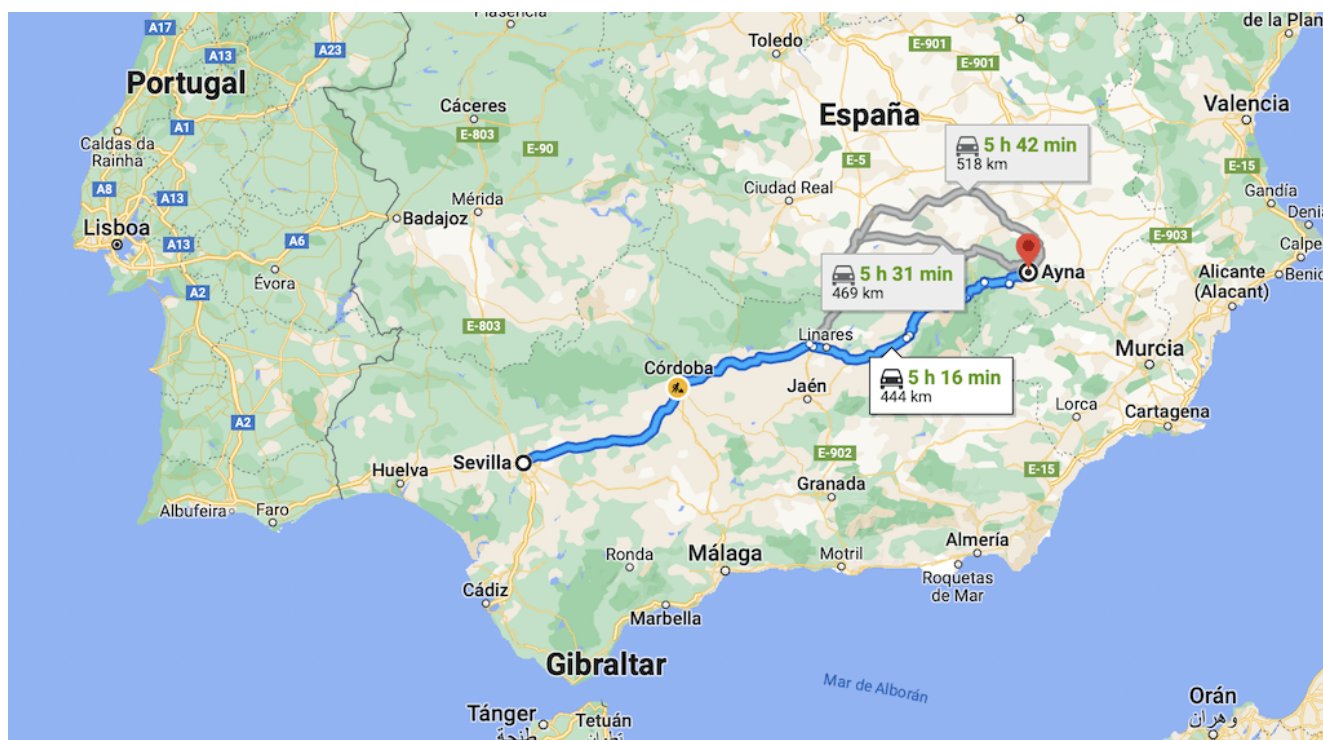 Plasencia
de la Plan
A17
A23
A13
Toledo
E-901
E-901
Portugal
Cáceres
España
Valencia
E-803
A1
Caldas da
Rainha
E-90
E-5
5 h 42 min
518 km
E-15
A8
A13
Mérida
Ciudad Real
Gandía
Lisboa
Badajoz
Denia
A13
A6
E-903
Calpe
Évora
5 h 31 min
469 km
Ayna
Alicante
(Alacant)
A2
E-803
Linares
Murcia
Córdoba
5 h 16 min
444 km
Jaén
Lorca
Cartagena
A2
E-902
E-15
Sevilla
Huelva
Granada
Albufeira
Faro
Ronda
Málaga
Motril
Almería
Roquetas
de Mar
Cádiz
Marbella
Gibraltar
Mar de Alborán
Orán
وهران
Tánger
طنجة
Tetuán